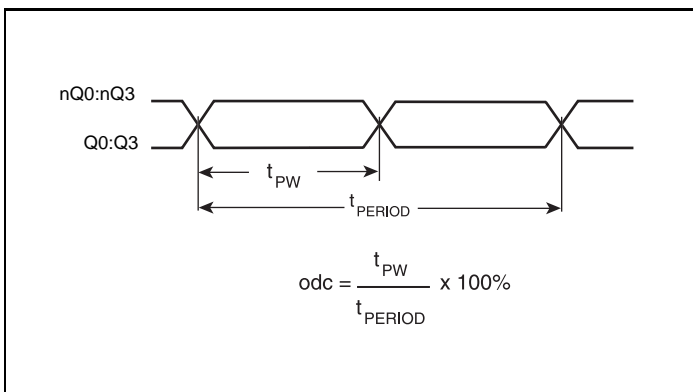 nQ0:nQ3
Q0:Q3
tPW
tPERIOD
odc = tPW / tPERIOD x 100%